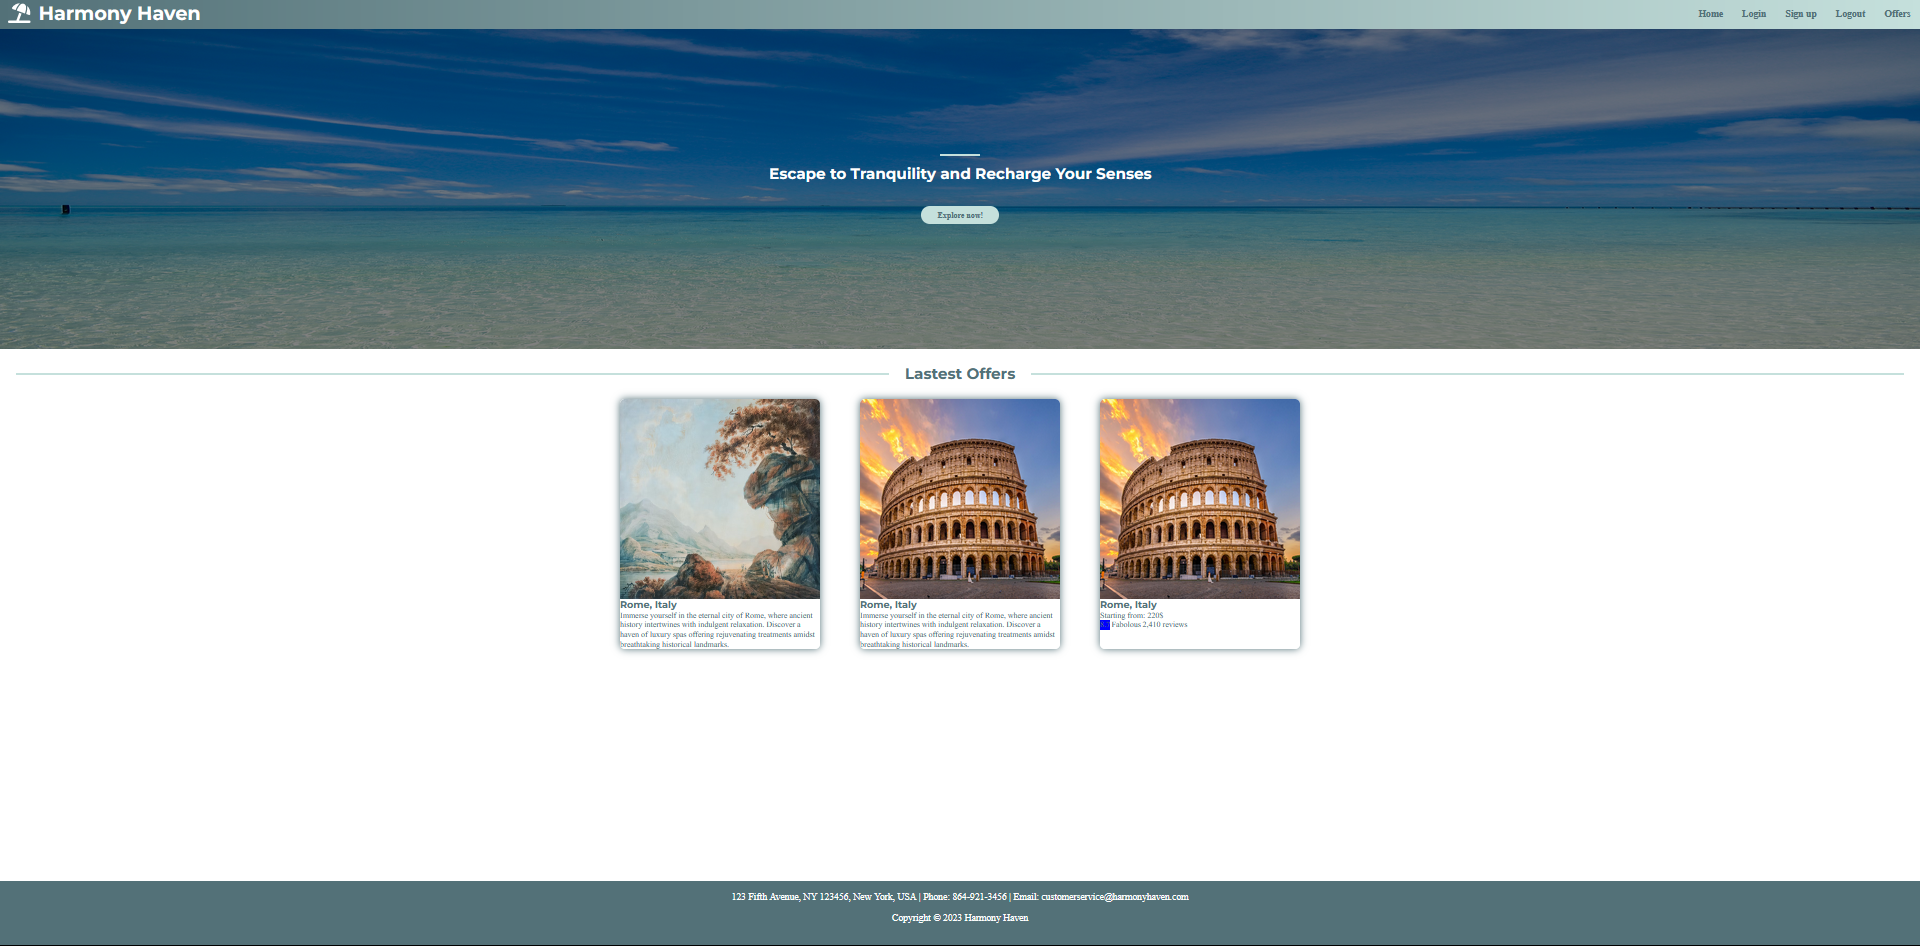 Harmony Haven
Home Login Sign up Logout Offers
Escape to Tranquility and Recharge Your Senses
Explore now!
Lastest Offers
Rome, Italy
Immerse yourself in the eternal city of Rome, where ancient
history intertwines with indulgent relaxation. Discover a
haven of luxury spas offering rejuvenating treatments amidst
breathtaking historical landmarks.
Rome, Italy
Immerse yourself in the eternal city of Rome, where ancient
history intertwines with indulgent relaxation. Discover a
haven of luxury spas offering rejuvenating treatments amidst
breathtaking historical landmarks.
Rome, Italy
Starting from: 220$
Fabolous 2,410 reviews
123 Fifth Avenue, NY 123456, New York, USA | Phone: 864-921-3456 | Email: customerservice@harmonyhaven.com
Copyright © 2023 Harmony Haven